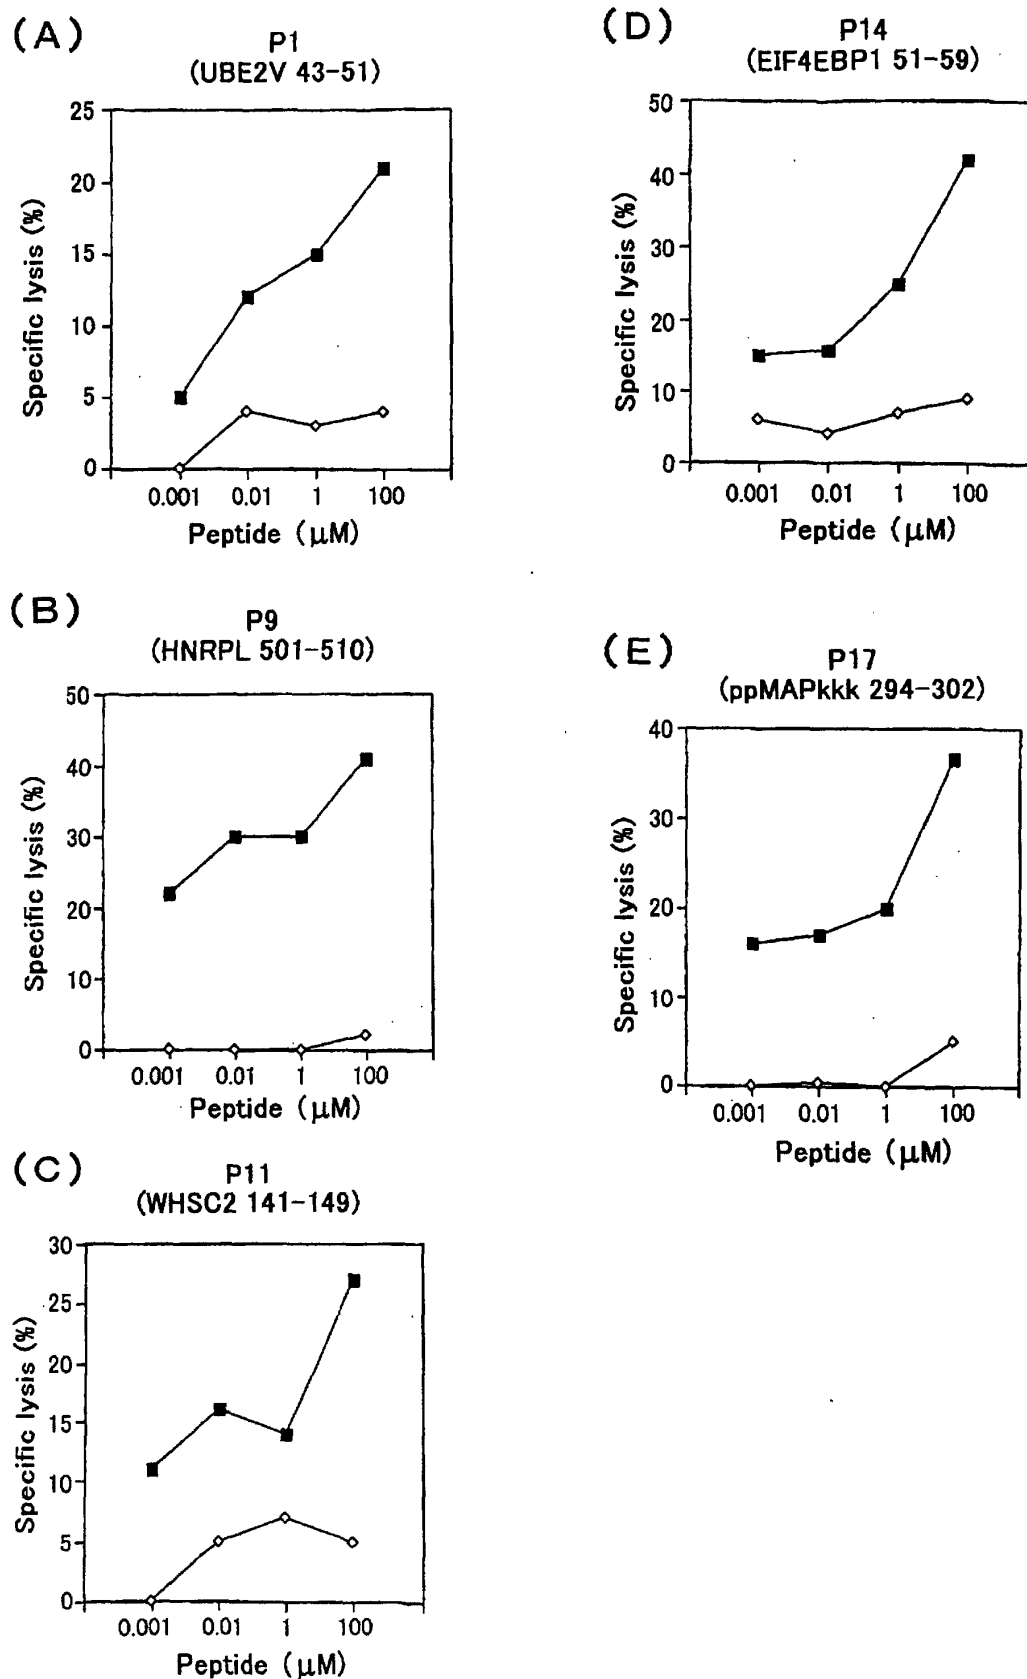 (A)
P1
(UBE2V 43-51)
25
20
15
10
5
0
Specific lysis (%)
0.001 0.01 1 100
Peptide (μM)
(B)
P9
(HNRPL 501-510)
50
40
30
20
10
0
Specific lysis (%)
0.001 0.01 1 100
Peptide (μM)
(C)
P11
(WHSC2 141-149)
30
25
20
15
10
5
0
Specific lysis (%)
0.001 0.01 1 100
Peptide (μM)
(D)
P14
(EIF4EBP1 51-59)
50
40
30
20
10
0
Specific lysis (%)
0.001 0.01 1 100
Peptide (μM)
(E)
P17
(ppMAPkkk 294-302)
40
30
20
10
0
Specific lysis (%)
0.001 0.01 1 100
Peptide (μM)